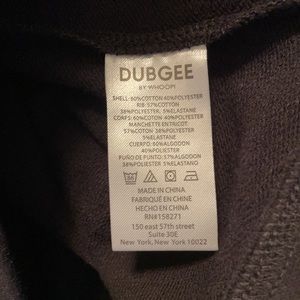 DUBGEE
BY WHOOPI
SHELL: 60%COTTON 40%POLYESTER
RIB: 57%COTTON
38%POLYESTER, 5%ELASTANE
CORPS: 60%COTON 40%POLYESTER
MANCHETTE EN TRICOT
57%COTON 38%POLYESTER
5%ELASTANE
CUERPO: 60%ALGODÓN
40%POLIESTER
PUÑO DE PUNTO: 57%ALGODÓN
38%POLIESTER 5%ELASTANO
MADE IN CHINA
FABRIQUÉ EN CHINE
HECHO EN CHINA
RN#158271
150 east 57th street
Suite 30E
New York, New York 10022